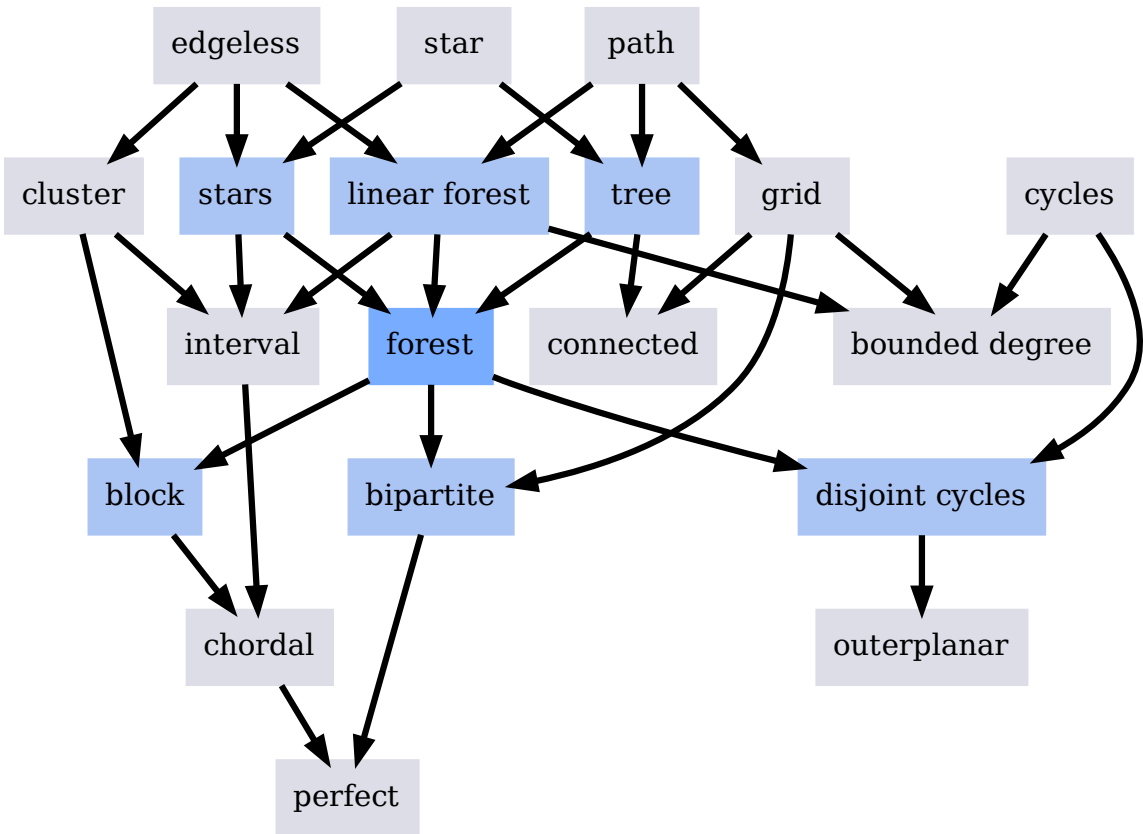 edgeless
star
path
cluster
stars
linear forest
tree
grid
cycles
interval
forest
connected
bounded degree
block
bipartite
disjoint cycles
chordal
outerplanar
perfect